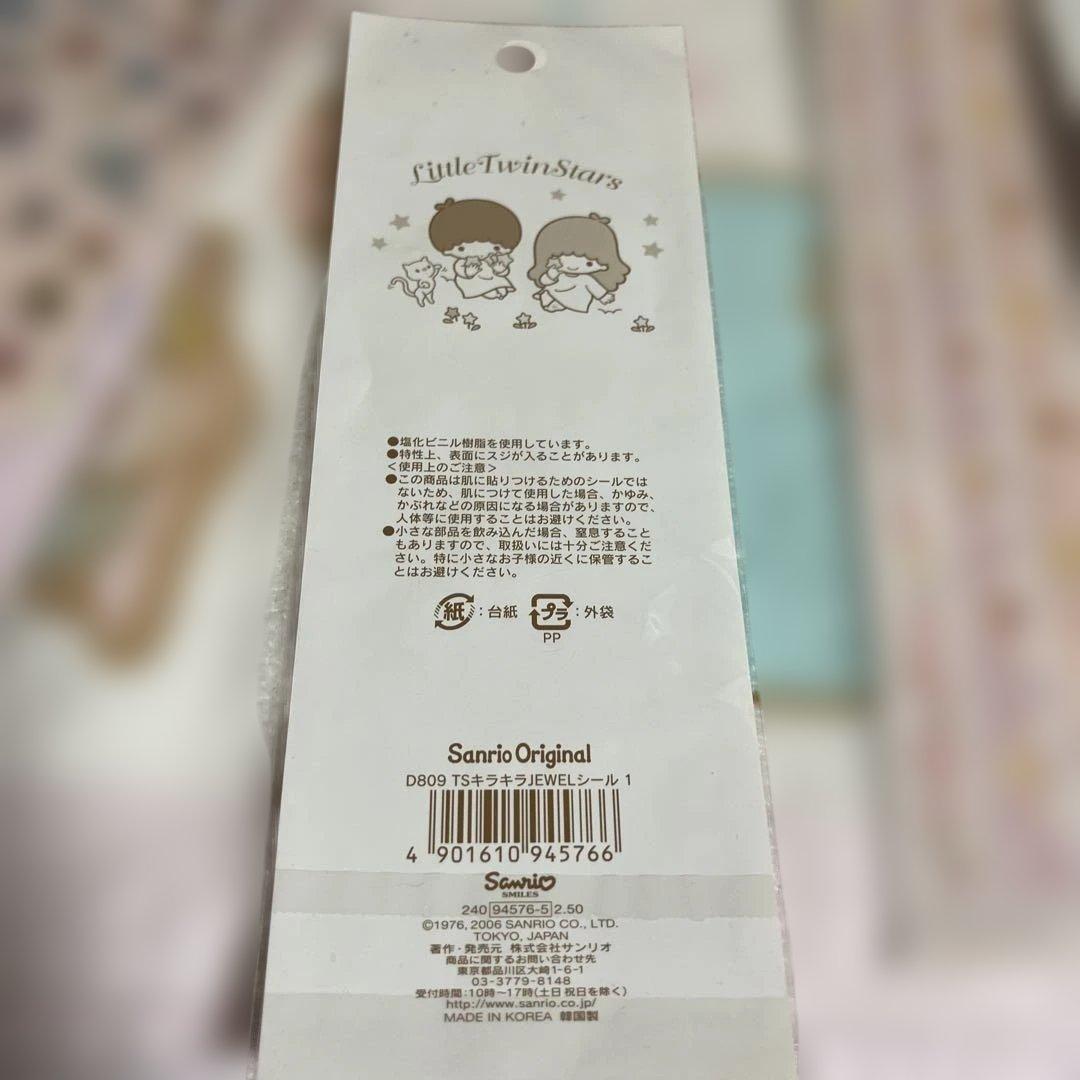 LittleTwinStars
●塩化ビニル樹脂を使用しています。
●特性上、表面にスジが入ることがあります。
＜使用上のご注意＞
●この商品は肌に貼りつけるためのシールでは
ないため、肌につけて使用した場合、かゆみ、
かぶれなどの原因になる場合がありますので、
人体等に使用することはお避けください。
●小さな部品を飲み込んだ場合、窒息すること
もありますので、取扱いには十分ご注意くだ
さい。特に小さなお子様の近くに保管するこ
とはお避けください。
紙:台紙 プラ:外袋
PP
Sanrio Original
D809 TSキラキラJEWELシール 1
4 901610 945766
Sanrio
SMILES
240 94576-5 2.50
©1976, 2006 SANRIO CO., LTD.
TOKYO, JAPAN
著作・発売元 株式会社サンリオ
商品に関するお問い合わせ先
東京都品川区大崎1-6-1
03-3779-8148
受付時間:10時～17時(土日祝日を除く)
http://www.sanrio.co.jp/
MADE IN KOREA 韓国製